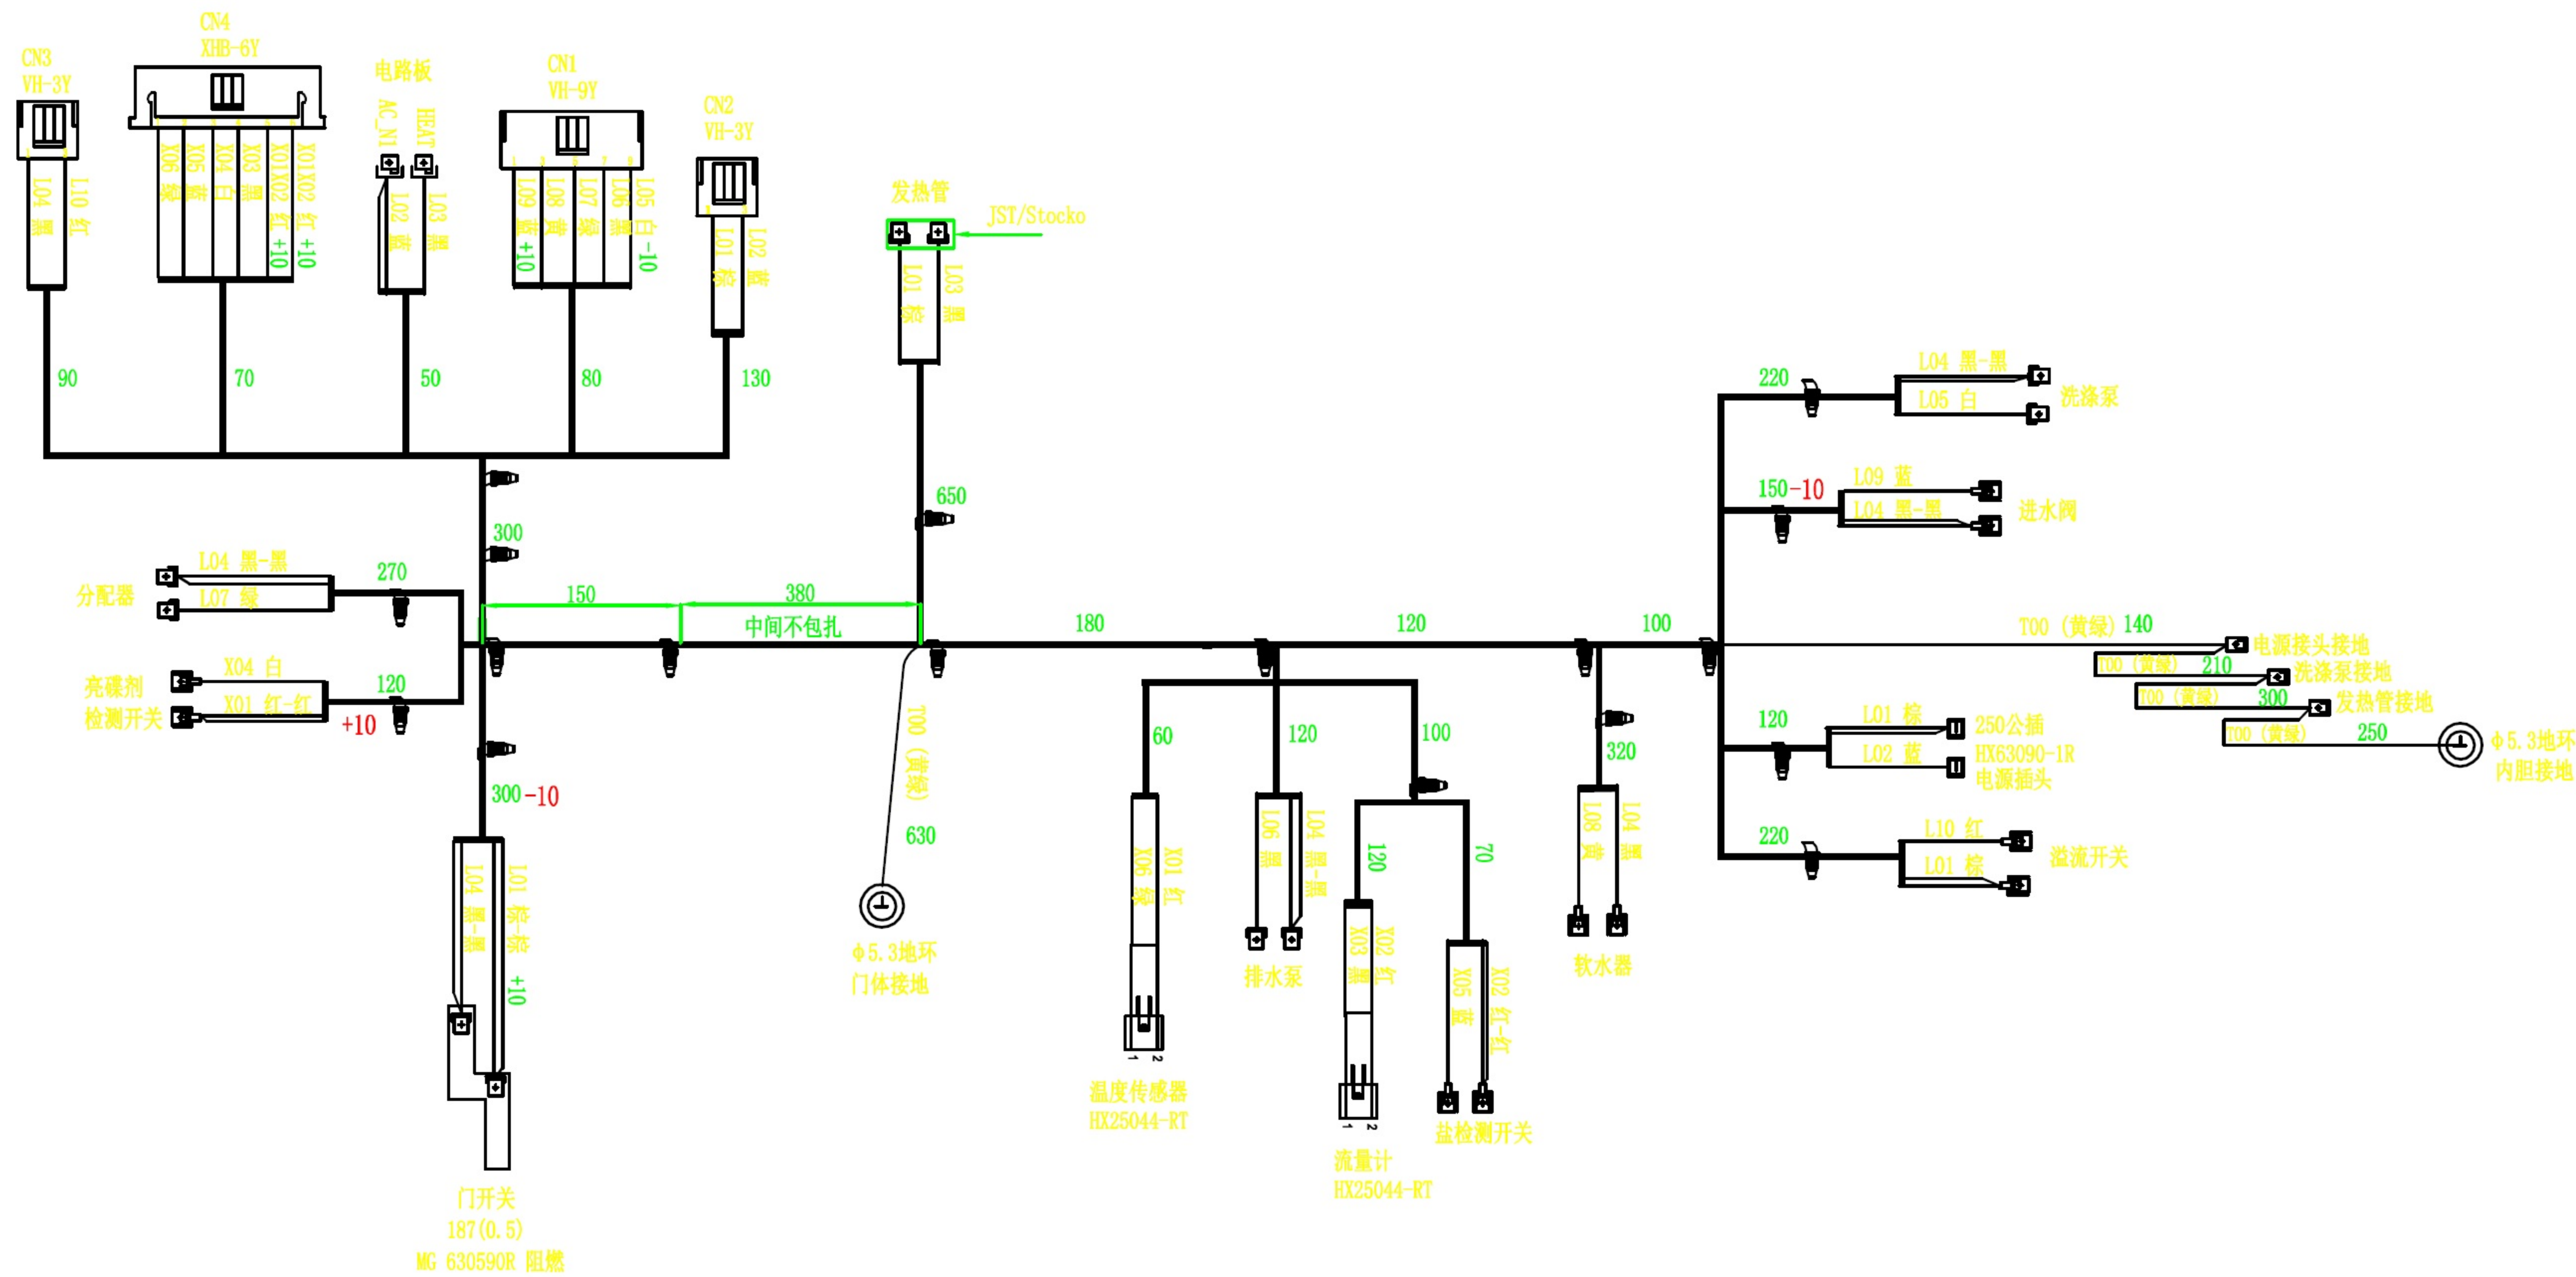 CN3
VH-3Y
L04 黑
L10 红
90
CN4
XHB-6Y
X06 绿
X05 蓝
X04 白
X03 黑
X01X02 红 +10
X01X02 红 +10
70
电路板
AC_N1
HEAT
L02 蓝
L03 黑
50
CN1
VH-9Y
1 3 5 7 9
L09 蓝 +10
L08 黄
L07 绿
L06 黑
L05 白 -10
80
CN2
VH-3Y
L01 棕
L02 蓝
130
发热管
JST/Stocko
L01 棕
L03 黑
650
300
分配器
L04 黑-黑
L07 绿
270
亮碟剂
检测开关
X04 白
X01 红-红
120
+10
150
380
中间不包扎
180
120
100
300-10
L04 黑-黑
L01 棕-棕 +10
门开关
187(0.5)
MG 630590R 阻燃
T00 (黄绿)
630
φ5.3地环
门体接地
60
X06 绿
X01 红
1 2
温度传感器
HX25044-RT
120
L06 黑
L04 黑-黑
排水泵
100
120
X03 黑
X02 红
1 2
流量计
HX25044-RT
70
X05 蓝
X02 红-红
盐检测开关
320
L08 黄
L04 黑
软水器
220
L04 黑-黑
L05 白
洗涤泵
150-10
L09 蓝
L04 黑-黑
进水阀
T00 (黄绿) 140
电源接头接地
T00 (黄绿) 210
洗涤泵接地
T00 (黄绿) 300
发热管接地
T00 (黄绿) 250
φ5.3地环
内胆接地
120
L01 棕
L02 蓝
250公插
HX63090-1R
电源插头
220
L10 红
L01 棕
溢流开关